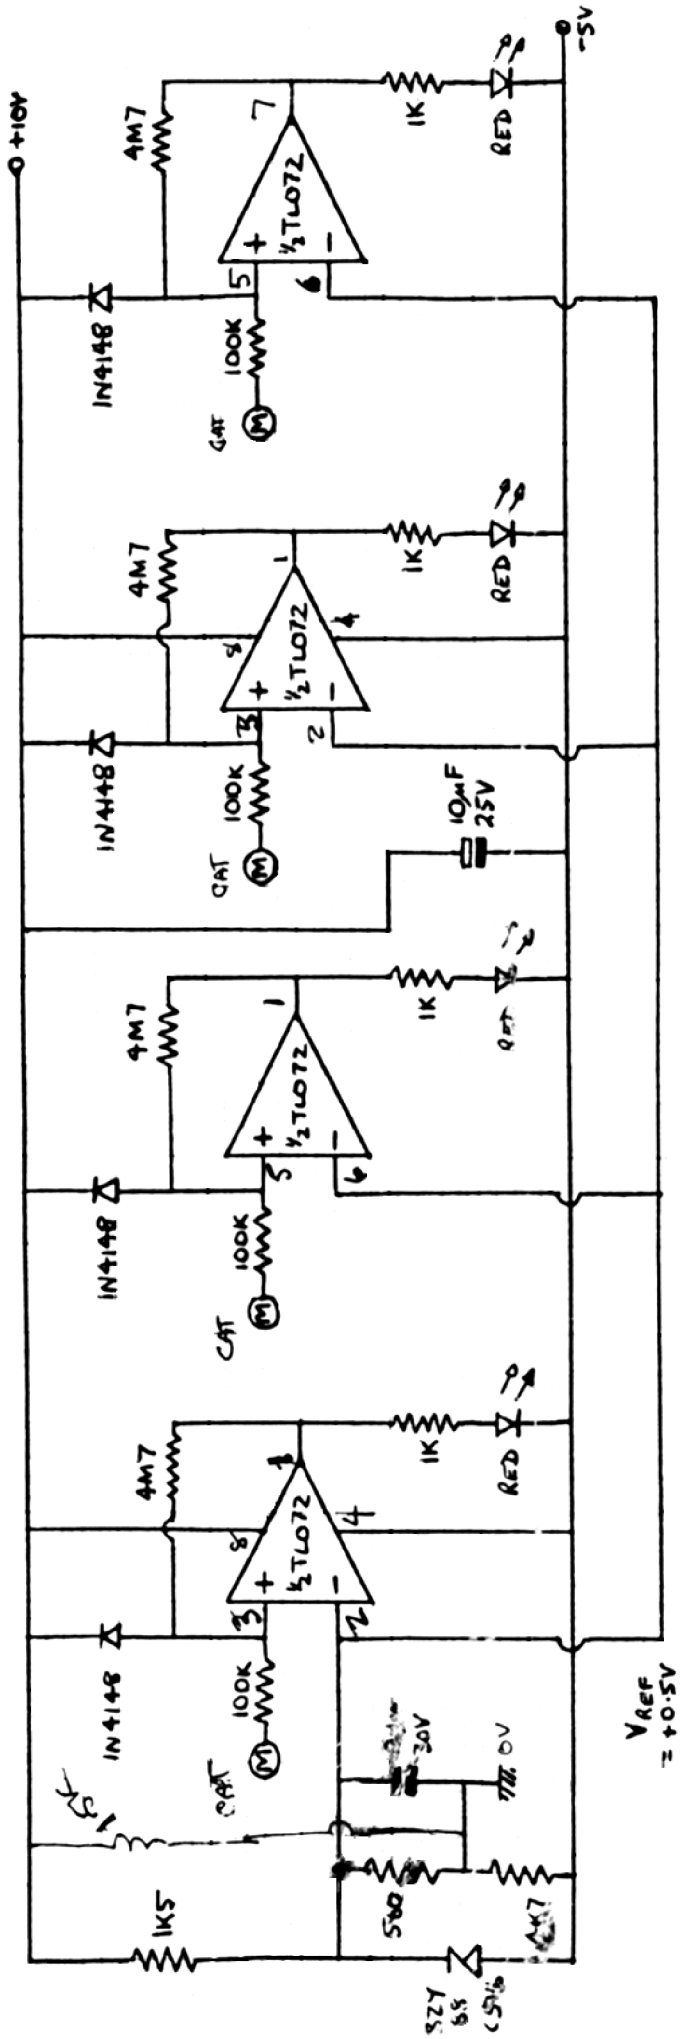 +10V
1K5
BZY
88
580
4K7
1N4148
4M7
CAT
M
100K
3
+
8
½TL072
-
2
4
1K
RED
30V
0V
VREF
= +0.5V
1N4148
4M7
CAT
M
100K
5
+
½TL072
-
6
1
1K
10µF
25V
1N4148
4M7
CAT
M
100K
3
+
8
½TL072
-
2
4
1
1K
RED
1N4148
4M7
CAT
M
100K
5
+
½TL072
-
6
7
1K
RED
-5V